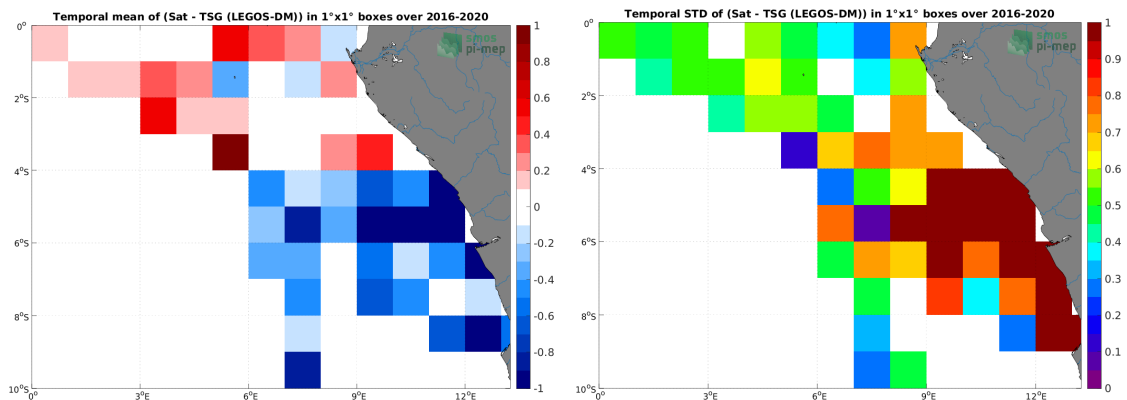 Temporal mean of (Sat - TSG (LEGOS-DM)) in 1°x1° boxes over 2016-2020
0°
2°S
4°S
6°S
8°S
10°S
0°
3°E
6°E
9°E
12°E
smos
pi-mep
1
0.8
0.6
0.4
0.2
0
-0.2
-0.4
-0.6
-0.8
-1
Temporal STD of (Sat - TSG (LEGOS-DM)) in 1°x1° boxes over 2016-2020
0°
2°S
4°S
6°S
8°S
10°S
0°
3°E
6°E
9°E
12°E
smos
pi-mep
1
0.9
0.8
0.7
0.6
0.5
0.4
0.3
0.2
0.1
0